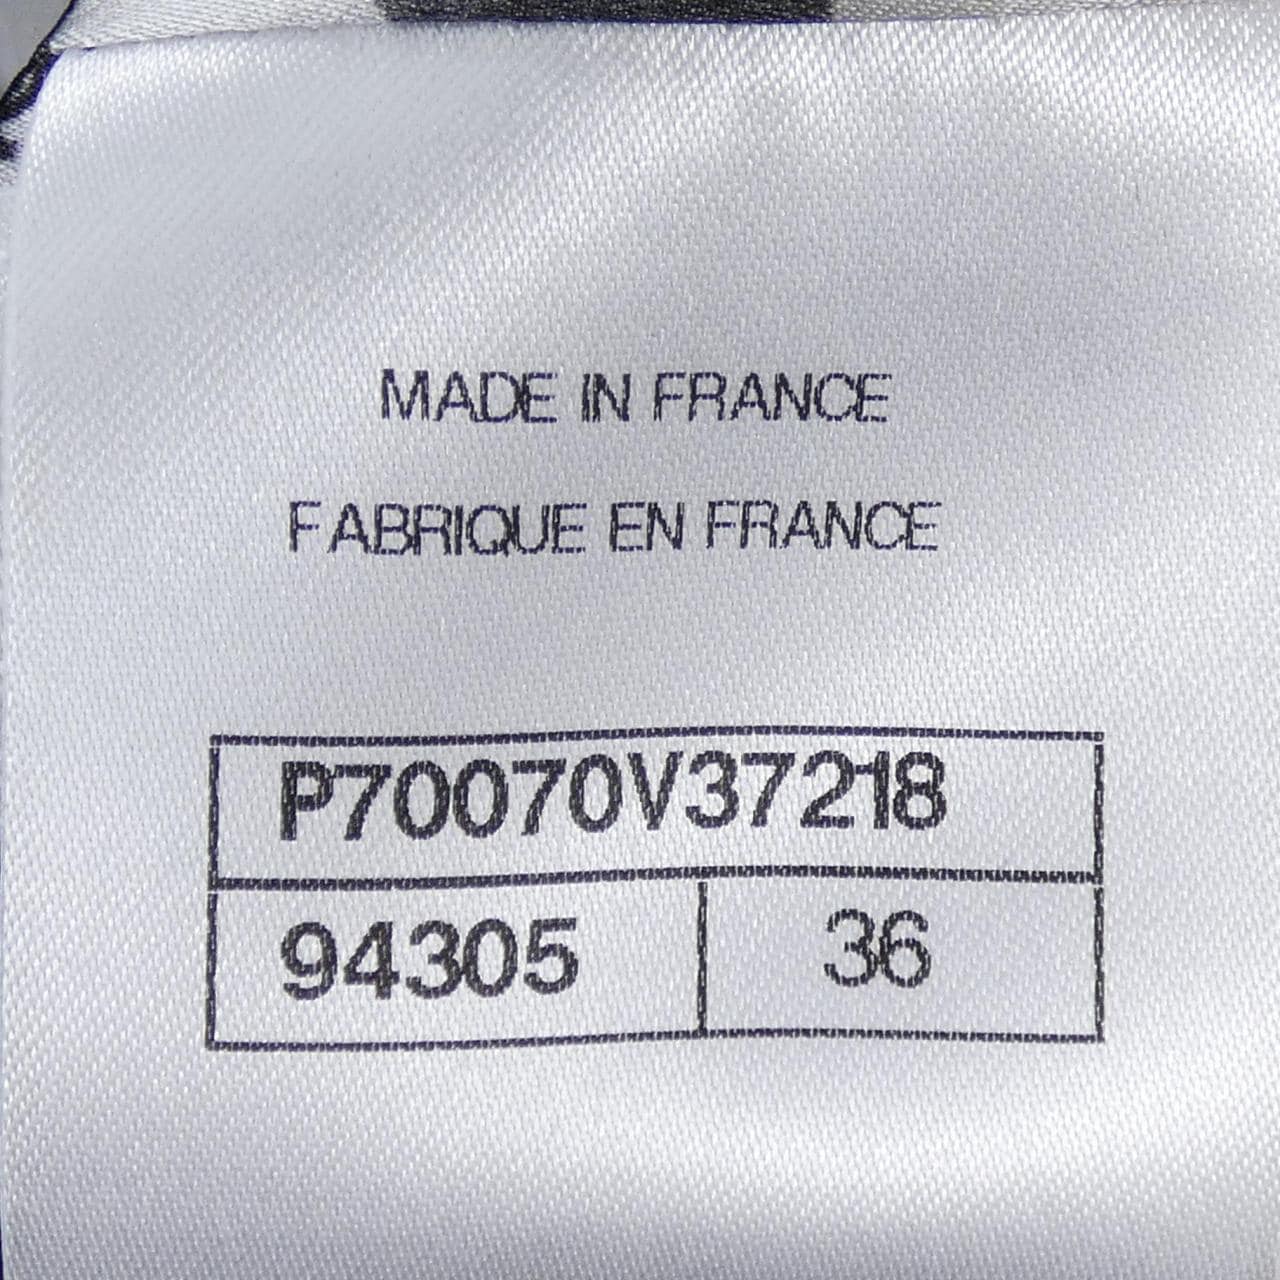 MADE IN FRANCE
FABRIQUE EN FRANCE
P70070V37218
94305 36